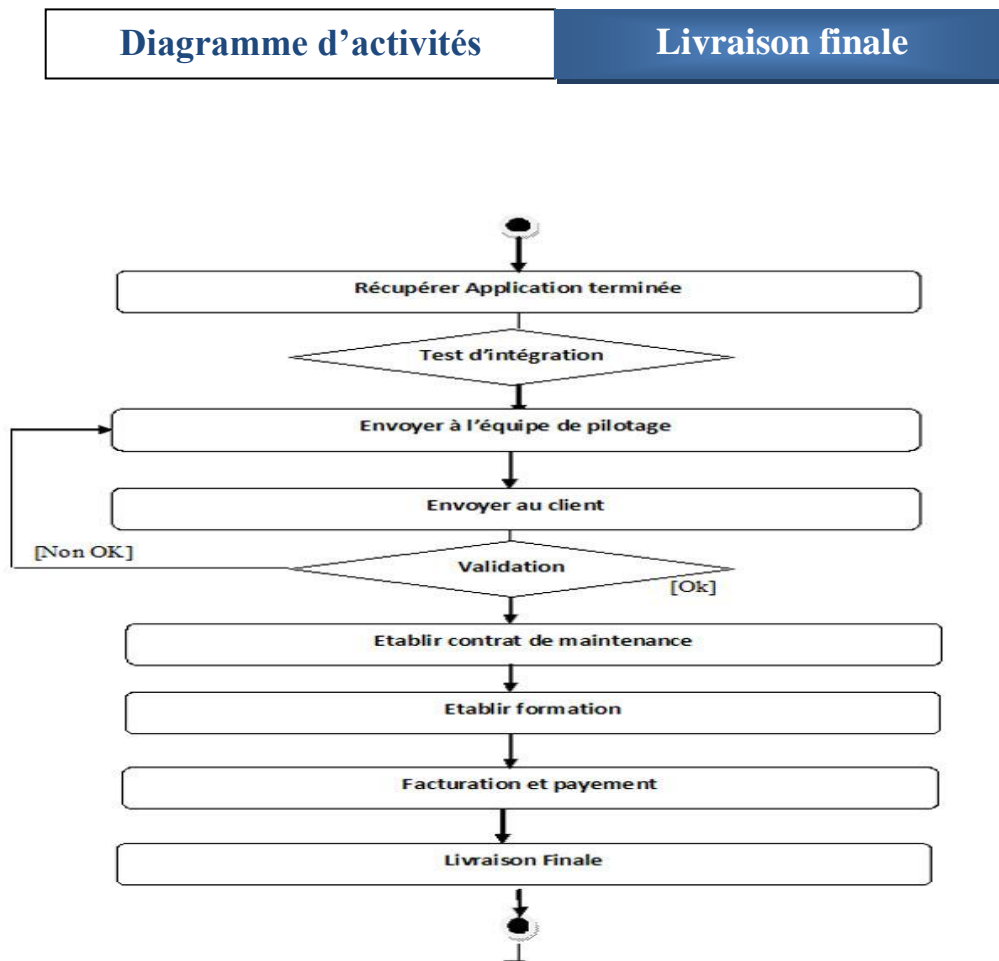 Diagramme d’activités
Livraison finale
Récupérer Application terminée
Test d’intégration
Envoyer à l’équipe de pilotage
Envoyer au client
[Non OK]
Validation
[Ok]
Etablir contrat de maintenance
Etablir formation
Facturation et payement
Livraison Finale